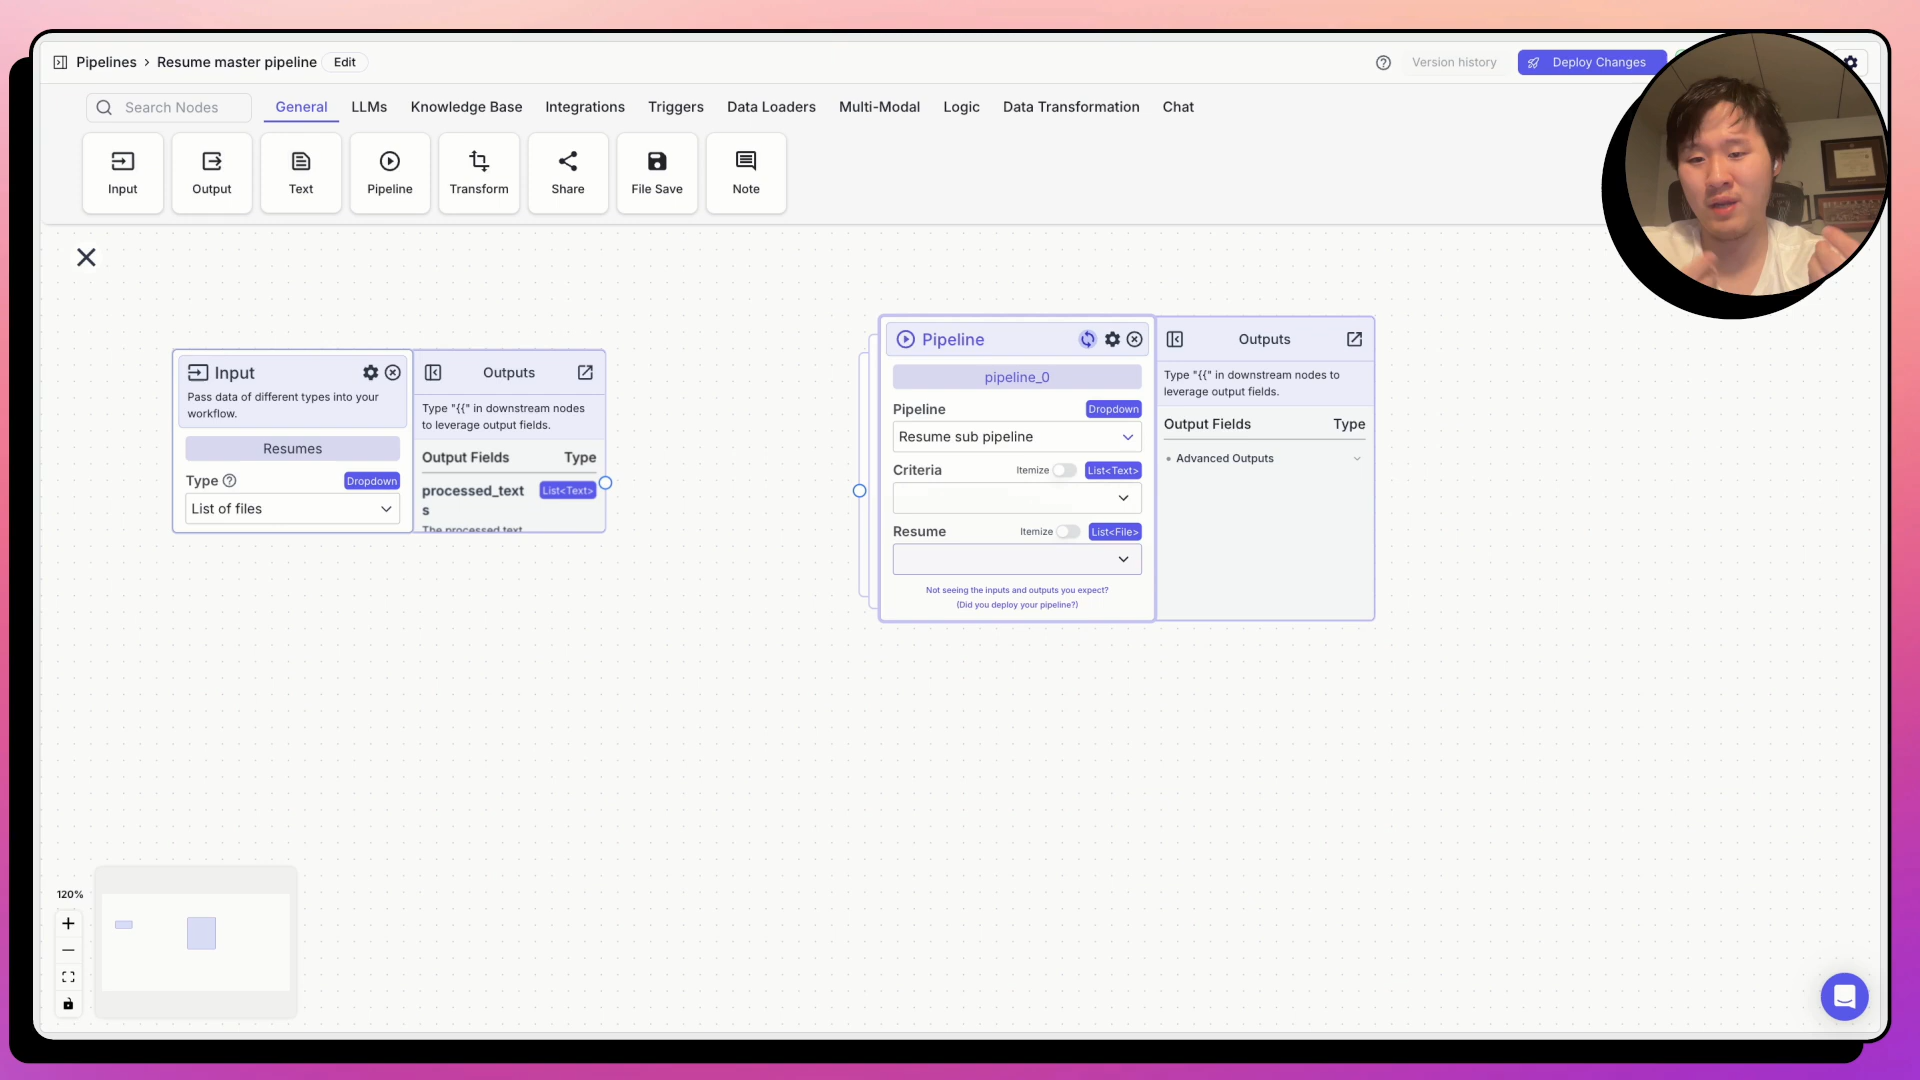 Pipelines › Resume master pipeline Edit
Version history
Deploy Changes
Search Nodes
General LLMs Knowledge Base Integrations Triggers Data Loaders Multi-Modal Logic Data Transformation Chat
Input Output Text Pipeline Transform Share File Save Note
Input
Pass data of different types into your
workflow.
Resumes
Type Dropdown
List of files
Outputs
Type "{{" in downstream nodes
to leverage output fields.
Output Fields Type
processed_text
s
List<Text>
The processed text
Pipeline
pipeline_0
Pipeline Dropdown
Resume sub pipeline
Criteria Itemize List<Text>
Resume Itemize List<File>
Not seeing the inputs and outputs you expect?
(Did you deploy your pipeline?)
Outputs
Type "{{" in downstream nodes to
leverage output fields.
Output Fields Type
Advanced Outputs
120%